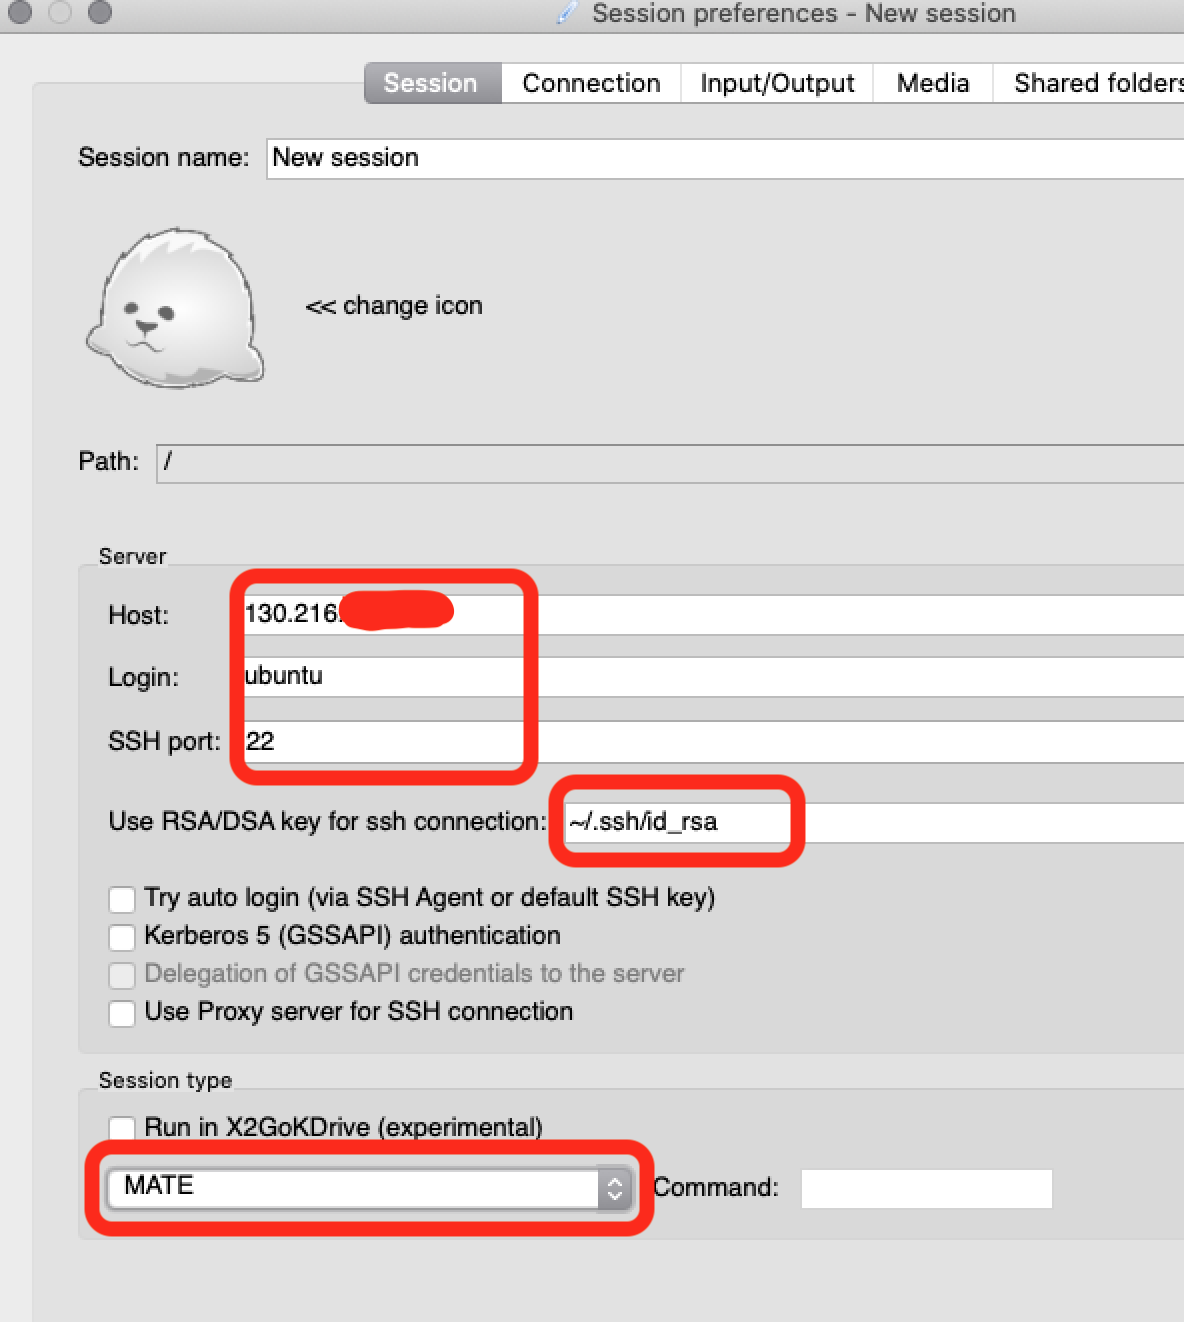 Session preferences - New session
Session Connection Input/Output Media Shared folders
Session name: New session
<< change icon
Path: /
Server
Host: 130.216.
Login: ubuntu
SSH port: 22
Use RSA/DSA key for ssh connection: ~/.ssh/id_rsa
Try auto login (via SSH Agent or default SSH key)
Kerberos 5 (GSSAPI) authentication
Delegation of GSSAPI credentials to the server
Use Proxy server for SSH connection
Session type
Run in X2GoKDrive (experimental)
MATE Command: